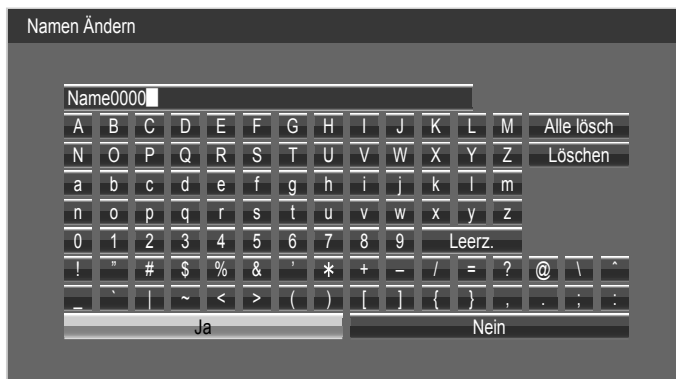 Namen Ändern
Name0000
A B C D E F G H I J K L M Alle lösch
N O P Q R S T U V W X Y Z Löschen
a b c d e f g h i j k l m
n o p q r s t u v w x y z
0 1 2 3 4 5 6 7 8 9 Leerz.
! " # $ % & ' * + – / = ? @ \ ^
_ ` | ~ < > ( ) [ ] { } , . ; :
Ja Nein